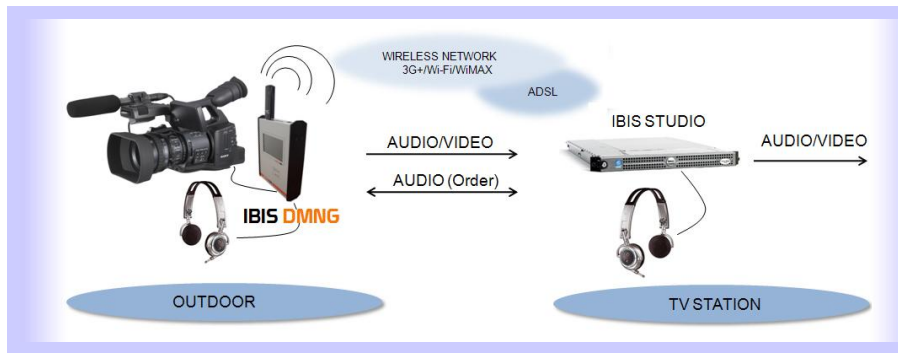 WIRELESS NETWORK
3G+/Wi-Fi/WiMAX
ADSL
IBIS STUDIO
AUDIO/VIDEO
AUDIO/VIDEO
AUDIO (Order)
IBIS DMNG
OUTDOOR
TV STATION